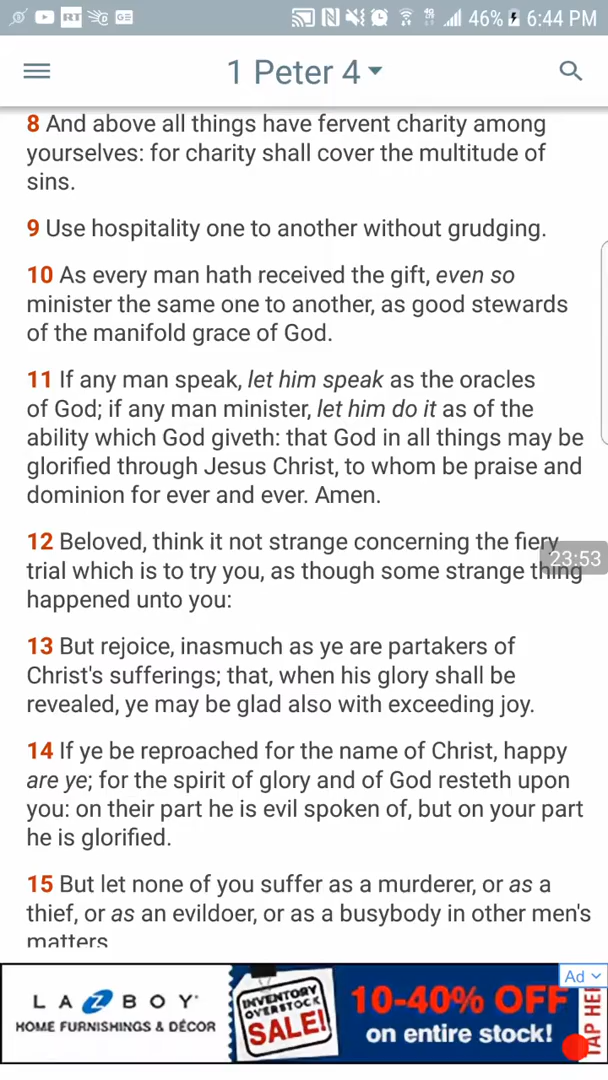 RT
GE
46% 6:44 PM
1 Peter 4
8 And above all things have fervent charity among
yourselves: for charity shall cover the multitude of
sins.
9 Use hospitality one to another without grudging.
10 As every man hath received the gift, even so
minister the same one to another, as good stewards
of the manifold grace of God.
11 If any man speak, let him speak as the oracles
of God; if any man minister, let him do it as of the
ability which God giveth: that God in all things may be
glorified through Jesus Christ, to whom be praise and
dominion for ever and ever. Amen.
12 Beloved, think it not strange concerning the fiery
23:53
trial which is to try you, as though some strange thing
happened unto you:
13 But rejoice, inasmuch as ye are partakers of
Christ's sufferings; that, when his glory shall be
revealed, ye may be glad also with exceeding joy.
14 If ye be reproached for the name of Christ, happy
are ye; for the spirit of glory and of God resteth upon
you: on their part he is evil spoken of, but on your part
he is glorified.
15 But let none of you suffer as a murderer, or as a
thief, or as an evildoer, or as a busybody in other men's
matters
Ad
LA Z BOY
HOME FURNISHINGS & DÉCOR
INVENTORY
OVERSTOCK
SALE!
10-40% OFF
on entire stock!
TAP HE